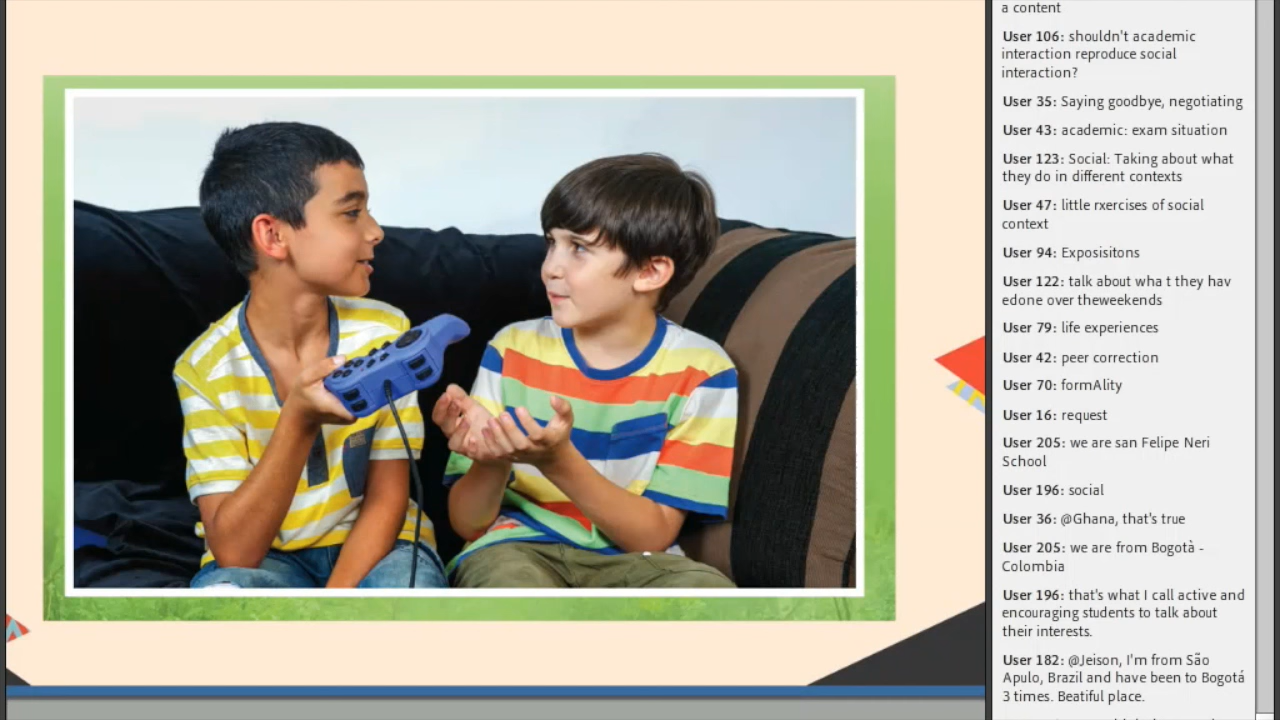 a content
User 106: shouldn't academic
interaction reproduce social
interaction?
User 35: Saying goodbye, negotiating
User 43: academic: exam situation
User 123: Social: Taking about what
they do in different contexts
User 47: little rxercises of social
context
User 94: Exposisitons
User 122: talk about wha t they hav
edone over theweekends
User 79: life experiences
User 42: peer correction
User 70: formAlity
User 16: request
User 205: we are san Felipe Neri
School
User 196: social
User 36: @Ghana, that's true
User 205: we are from Bogotà -
Colombia
User 196: that's what I call active and
encouraging students to talk about
their interests.
User 182: @Jeison, I'm from São
Apulo, Brazil and have been to Bogotá
3 times. Beatiful place.